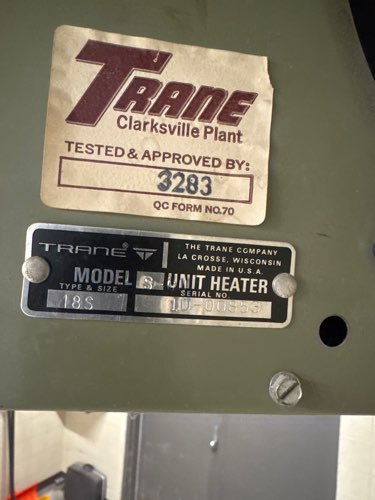 TRANE
Clarksville Plant
TESTED & APPROVED BY:
3283
QC FORM NO.70
TRANE
THE TRANE COMPANY
LA CROSSE, WISCONSIN
MADE IN U.S.A.
MODEL S UNIT HEATER
TYPE & SIZE
SERIAL NO.
18S